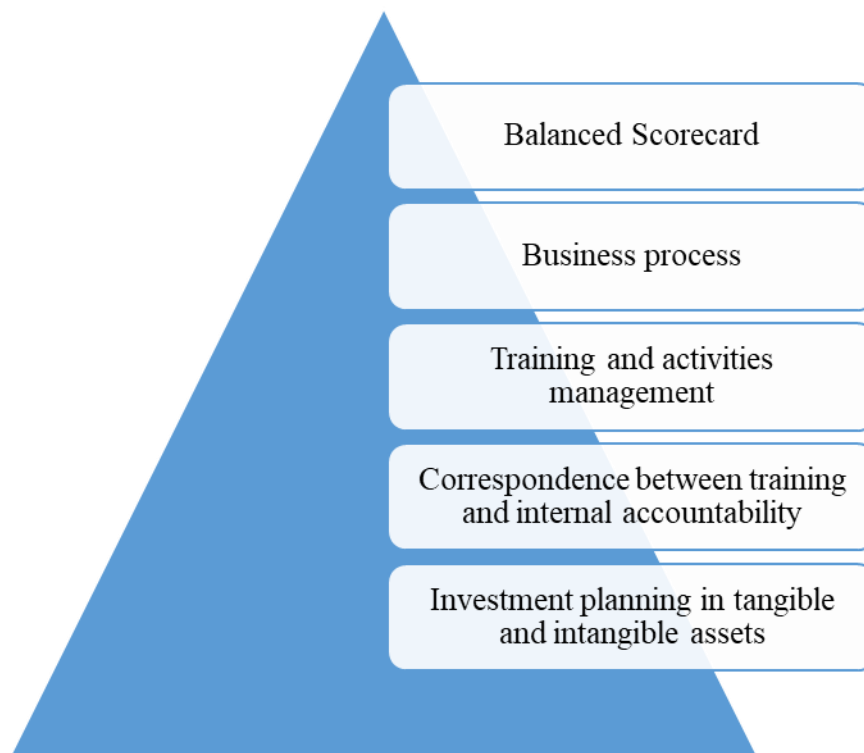 Balanced Scorecard
Business process
Training and activities
management
Correspondence between training
and internal accountability
Investment planning in tangible
and intangible assets